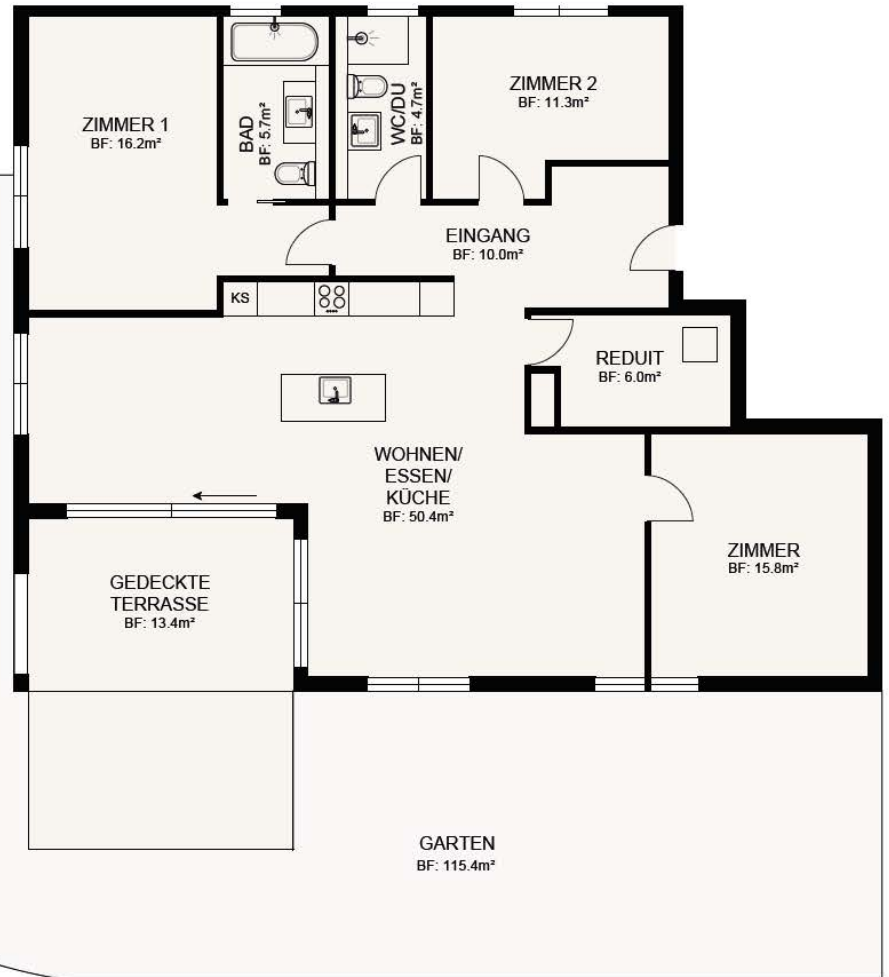 ZIMMER 1
BF: 16.2m²
BAD
BF: 5.7m²
WC/DU
BF: 4.7m²
ZIMMER 2
BF: 11.3m²
EINGANG
BF: 10.0m²
KS
REDUIT
BF: 6.0m²
WOHNEN/
ESSEN/
KÜCHE
BF: 50.4m²
ZIMMER
BF: 15.8m²
GEDECKTE
TERRASSE
BF: 13.4m²
GARTEN
BF: 115.4m²